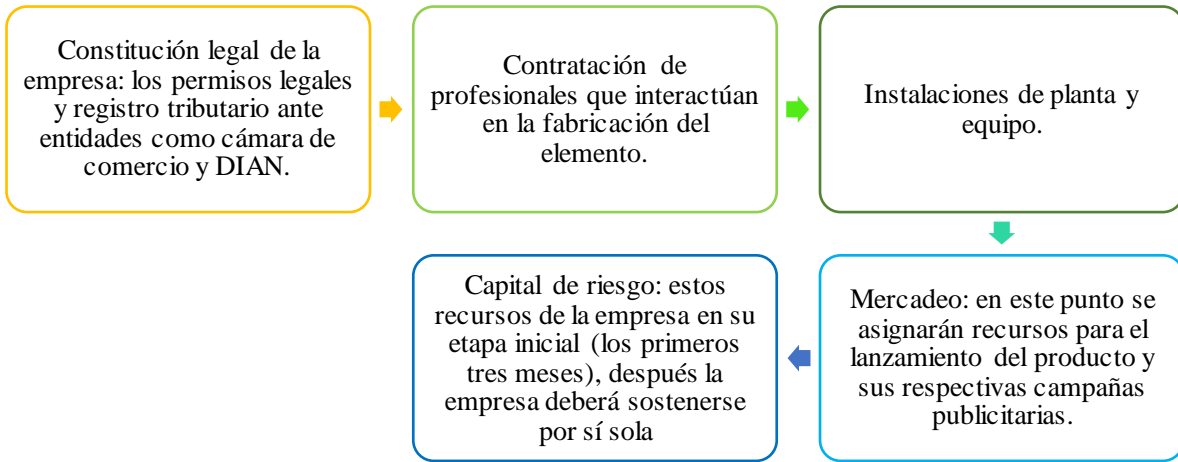 Constitución legal de la
empresa: los permisos legales
y registro tributario ante
entidades como cámara de
comercio y DIAN.
Contratación de
profesionales que interactúan
en la fabricación del
elemento.
Instalaciones de planta y
equipo.
Mercadeo: en este punto se
asignarán recursos para el
lanzamiento del producto y
sus respectivas campañas
publicitarias.
Capital de riesgo: estos
recursos de la empresa en su
etapa inicial (los primeros
tres meses), después la
empresa deberá sostenerse
por sí sola